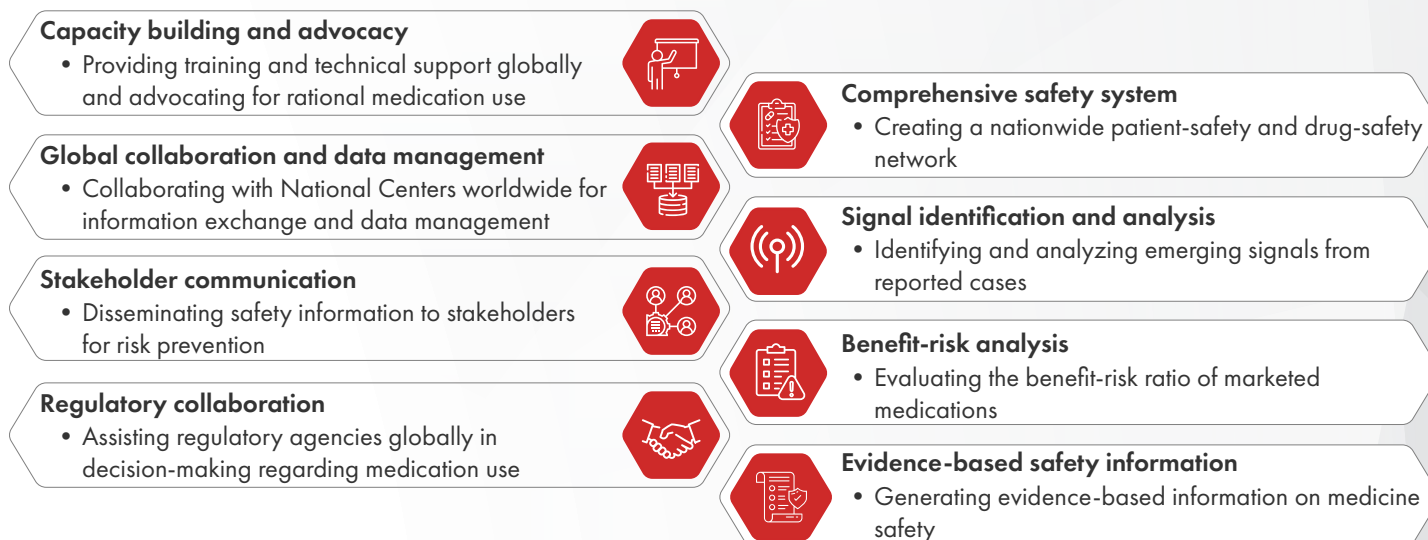 Capacity building and advocacy
• Providing training and technical support globally
and advocating for rational medication use
Global collaboration and data management
• Collaborating with National Centers worldwide for
information exchange and data management
Stakeholder communication
• Disseminating safety information to stakeholders
for risk prevention
Regulatory collaboration
• Assisting regulatory agencies globally in
decision-making regarding medication use
Comprehensive safety system
• Creating a nationwide patient-safety and drug-safety
network
Signal identification and analysis
• Identifying and analyzing emerging signals from
reported cases
Benefit-risk analysis
• Evaluating the benefit-risk ratio of marketed
medications
Evidence-based safety information
• Generating evidence-based information on medicine
safety